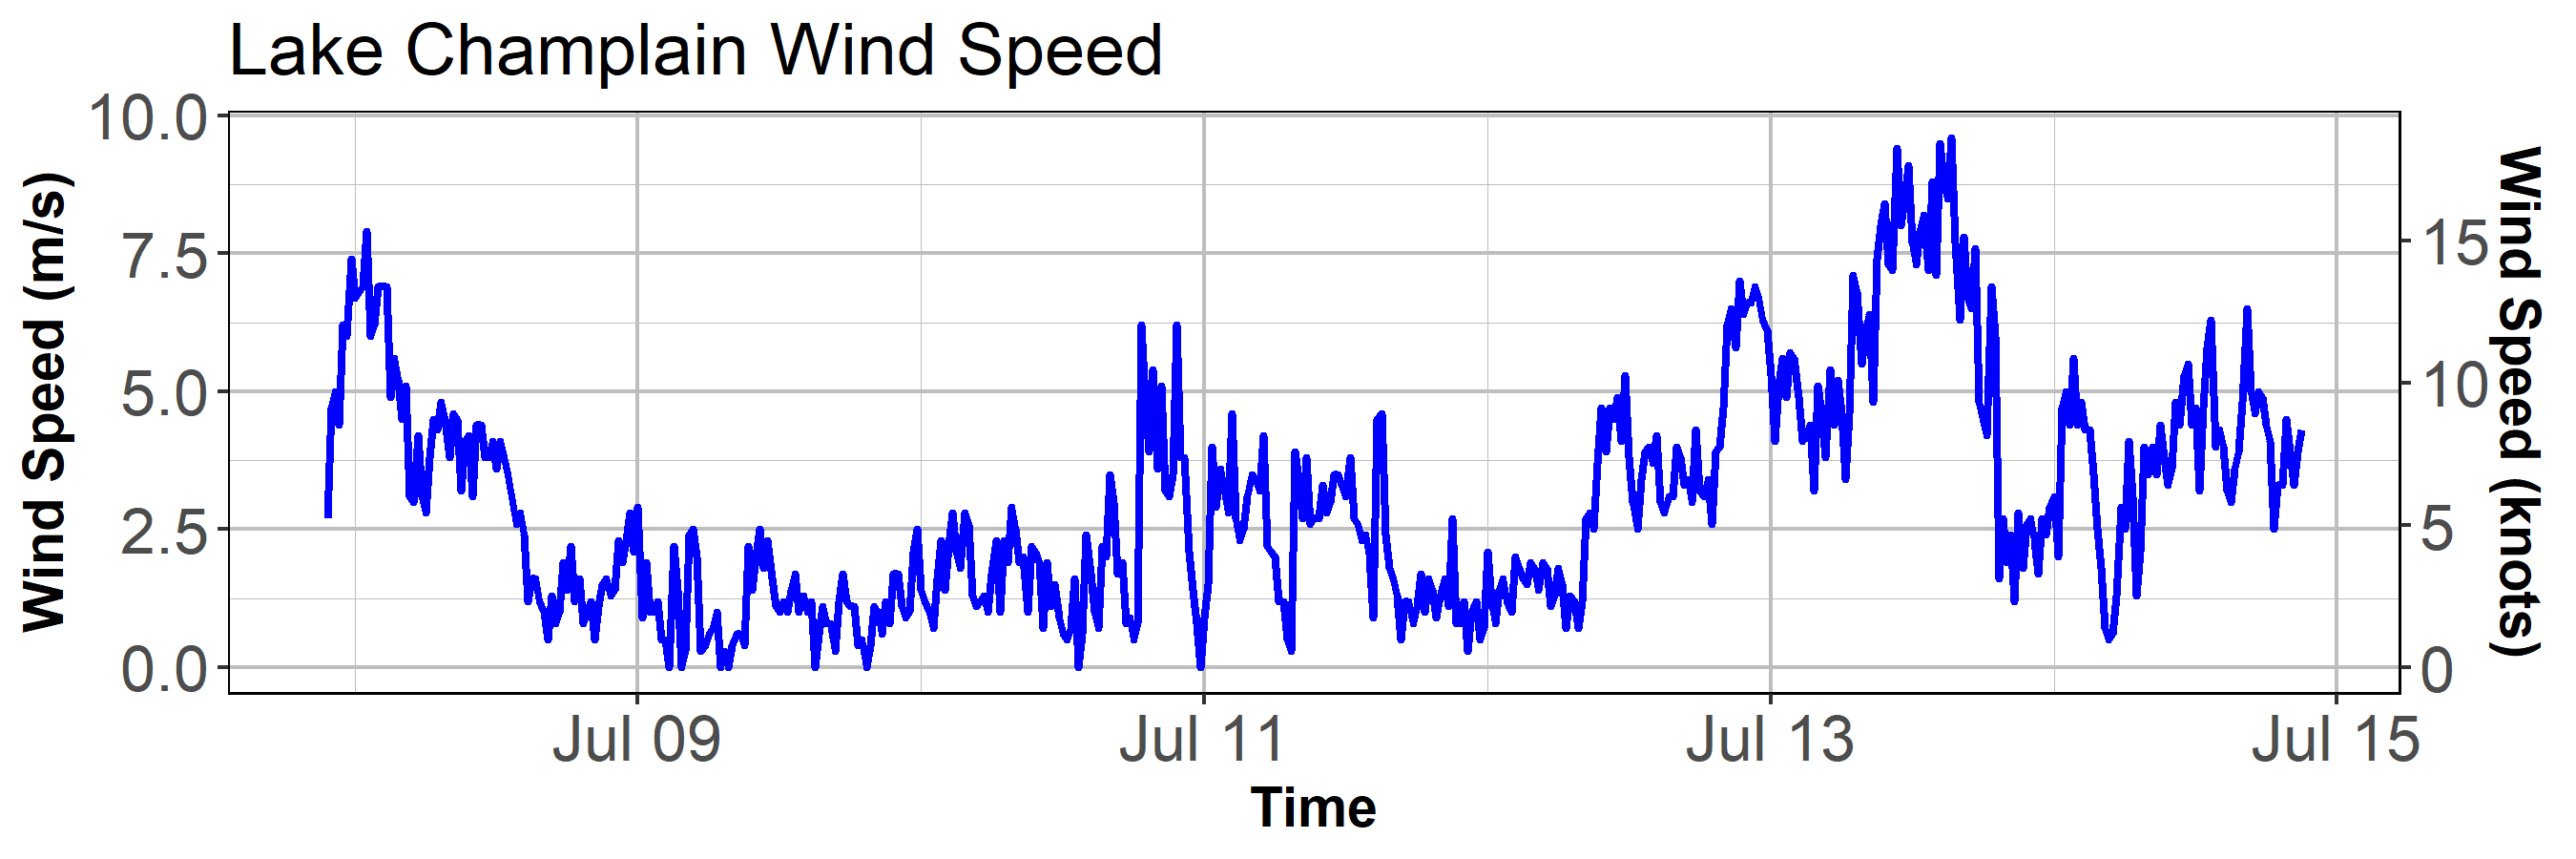 Lake Champlain Wind Speed
Wind Speed (m/s)
10.0
7.5
5.0
2.5
0.0
Wind Speed (knots)
15
10
5
0
Jul 09
Jul 11
Jul 13
Jul 15
Time